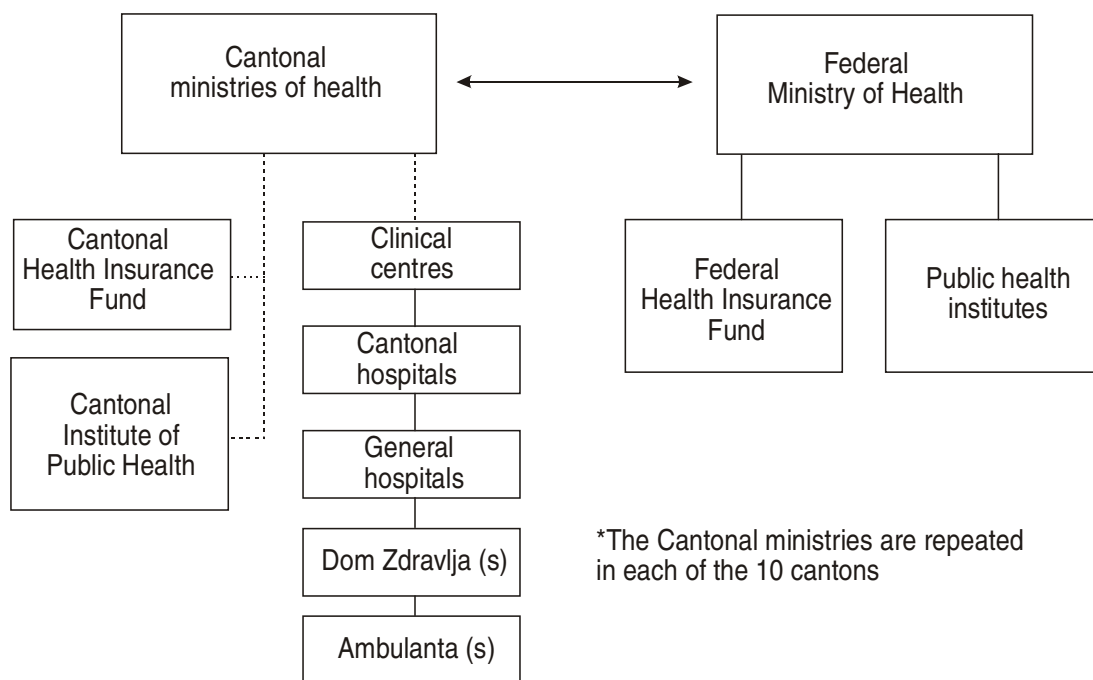 Cantonal
ministries of health
Federal
Ministry of Health
Cantonal
Health Insurance
Fund
Clinical
centres
Federal
Health Insurance
Fund
Public health
institutes
Cantonal
hospitals
Cantonal
Institute of
Public Health
General
hospitals
Dom Zdravlja (s)
*The Cantonal ministries are repeated
in each of the 10 cantons
Ambulanta (s)